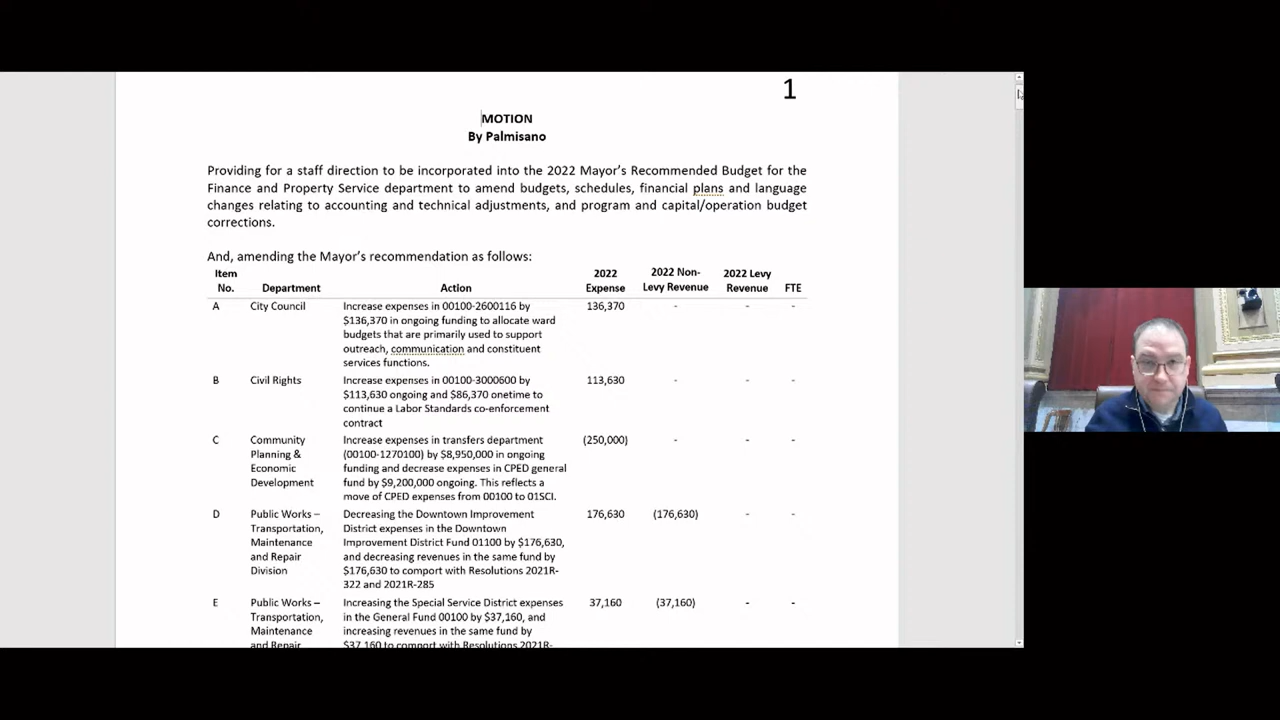 1
MOTION
By Palmisano
Providing for a staff direction to be incorporated into the 2022 Mayor's Recommended Budget for the
Finance and Property Service department to amend budgets, schedules, financial plans and language
changes relating to accounting and technical adjustments, and program and capital/operation budget
corrections.
And, amending the Mayor's recommendation as follows:
Item No. Department Action 2022 Expense 2022 Non-Levy Revenue 2022 Levy Revenue FTE
A City Council Increase expenses in 00100-2600116 by 136,370 - - -
$136,370 in ongoing funding to allocate ward
budgets that are primarily used to support
outreach, communication and constituent
services functions.
B Civil Rights Increase expenses in 00100-3000600 by 113,630 - - -
$113,630 ongoing and $86,370 onetime to
continue a Labor Standards co-enforcement
contract
C Community Increase expenses in transfers department (250,000) - - -
Planning & (00100-1270100) by $8,950,000 in ongoing
Economic funding and decrease expenses in CPED general
Development fund by $9,200,000 ongoing. This reflects a
move of CPED expenses from 00100 to 01SCI.
D Public Works – Decreasing the Downtown Improvement 176,630 (176,630) - -
Transportation, District expenses in the Downtown
Maintenance Improvement District Fund 01100 by $176,630,
and Repair and decreasing revenues in the same fund by
Division $176,630 to comport with Resolutions 2021R-
322 and 2021R-285
E Public Works – Increasing the Special Service District expenses 37,160 (37,160) - -
Transportation, in the General Fund 00100 by $37,160, and
Maintenance increasing revenues in the same fund by
and Repair $37,160 to comport with Resolutions 2021R-